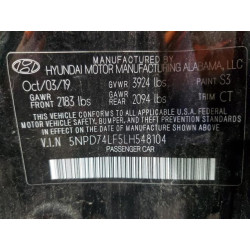 MANUFACTURED BY
HYUNDAI MOTOR MANUFACTURING ALABAMA, LLC
Oct/03/19 GVWR 3924 lbs. PAINT S3
GAWR FRONT 2183 lbs GAWR REAR 2094 lbs. TRIM CT
THIS VEHICLE CONFORMS TO ALL APPLICABLE U.S.A FEDERAL
MOTOR VEHICLE SAFETY, BUMPER, AND THEFT PREVENTION
STANDARDS IN EFFECT ON THE DATE OF MANUFACTURE
SHOWN ABOVE.
V.I.N 5NPD74LF5LH548104
PASSENGER CAR